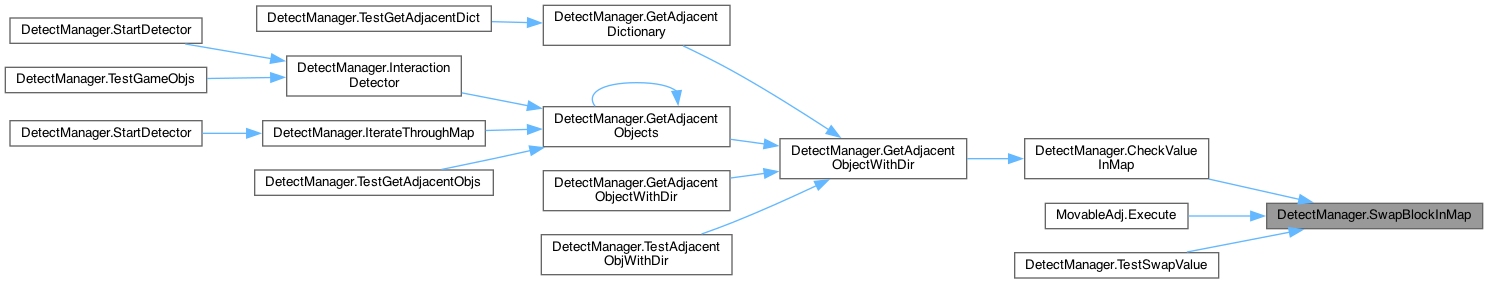 DetectManager.StartDetector
DetectManager.TestGameObjs
DetectManager.StartDetector
DetectManager.TestGetAdjacentDict
DetectManager.Interaction
Detector
DetectManager.IterateThroughMap
DetectManager.TestGetAdjacentObjs
DetectManager.GetAdjacent
Dictionary
DetectManager.GetAdjacent
Objects
DetectManager.GetAdjacent
ObjectWithDir
DetectManager.TestAdjacent
ObjWithDir
DetectManager.GetAdjacent
ObjectWithDir
DetectManager.CheckValue
InMap
MovableAdj.Execute
DetectManager.TestSwapValue
DetectManager.SwapBlockInMap